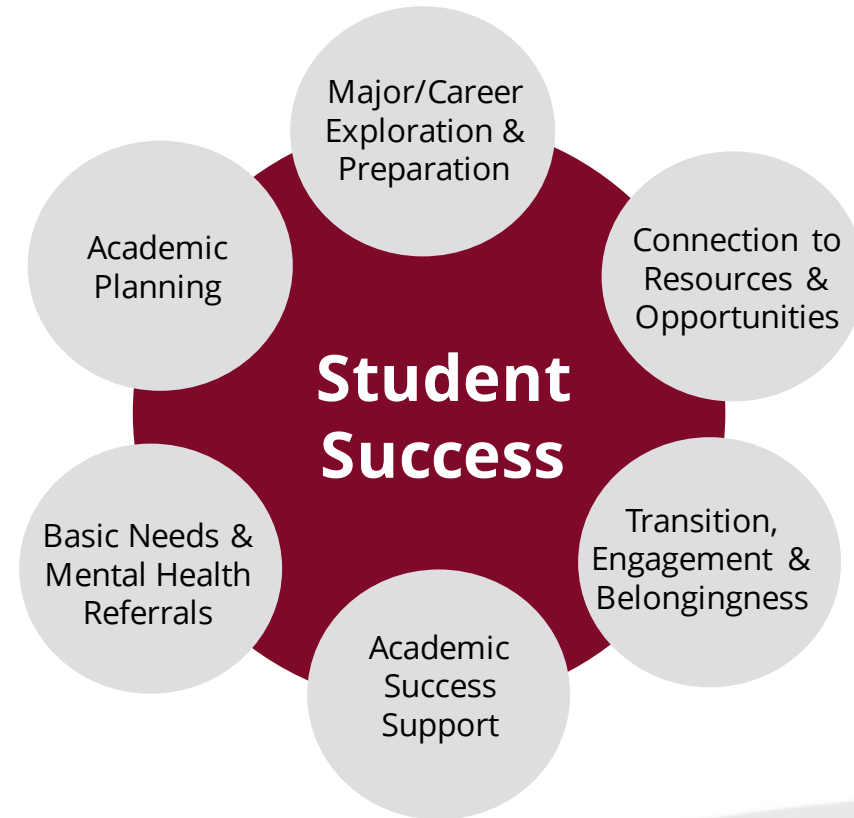 Major/Career
Exploration &
Preparation
Connection to
Resources &
Opportunities
Transition,
Engagement &
Belongingness
Academic
Success
Support
Basic Needs &
Mental Health
Referrals
Academic
Planning
Student
Success